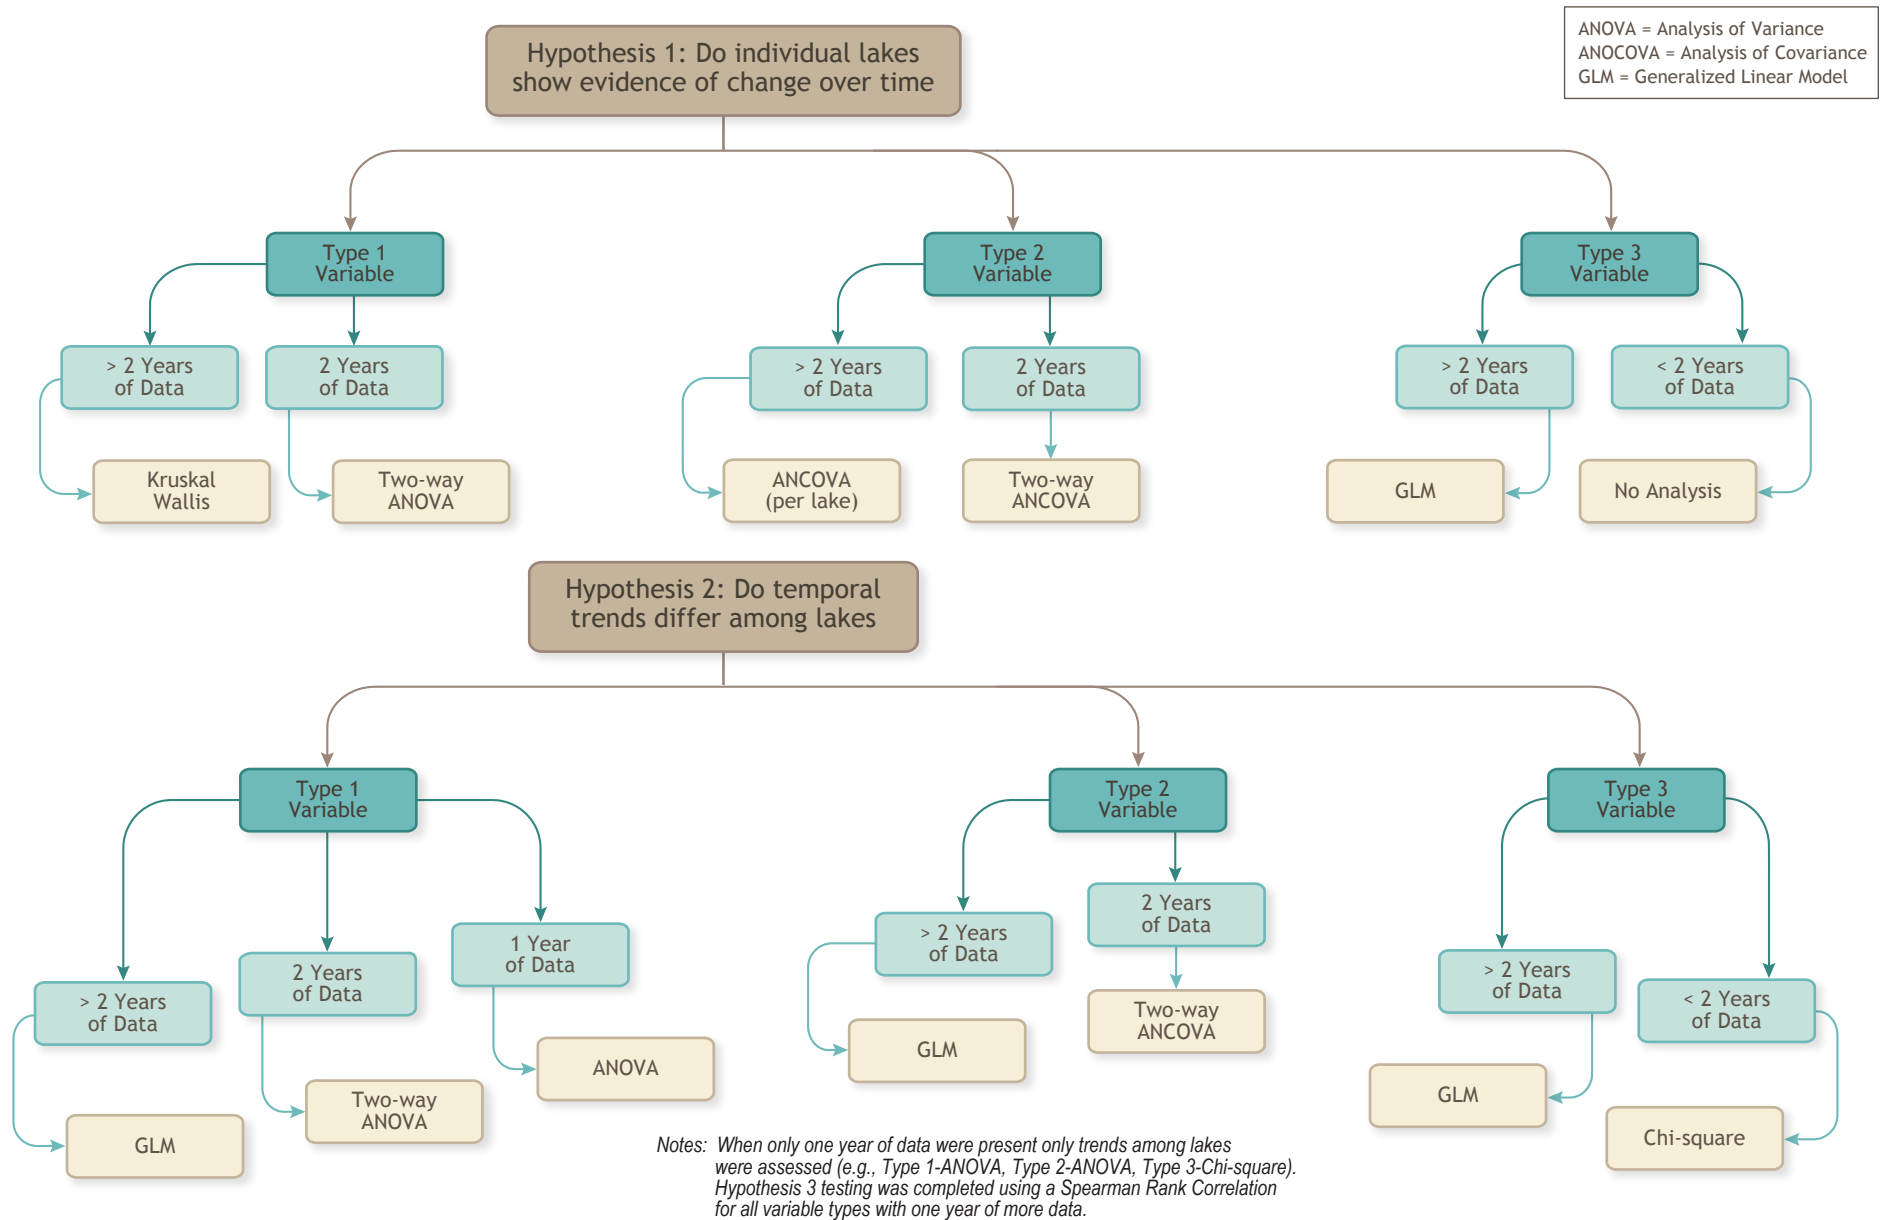 ANOVA = Analysis of Variance
ANOCOVA = Analysis of Covariance
GLM = Generalized Linear Model
Hypothesis 1: Do individual lakes
show evidence of change over time
Type 1
Variable
Type 2
Variable
Type 3
Variable
> 2 Years
of Data
2 Years
of Data
> 2 Years
of Data
2 Years
of Data
> 2 Years
of Data
< 2 Years
of Data
Kruskal
Wallis
Two-way
ANOVA
ANCOVA
(per lake)
Two-way
ANCOVA
GLM
No Analysis
Hypothesis 2: Do temporal
trends differ among lakes
Type 1
Variable
Type 2
Variable
Type 3
Variable
> 2 Years
of Data
2 Years
of Data
1 Year
of Data
> 2 Years
of Data
2 Years
of Data
> 2 Years
of Data
< 2 Years
of Data
GLM
Two-way
ANOVA
ANOVA
GLM
Two-way
ANCOVA
GLM
Chi-square
Notes: When only one year of data were present only trends among lakes
were assessed (e.g., Type 1-ANOVA, Type 2-ANOVA, Type 3-Chi-square).
Hypothesis 3 testing was completed using a Spearman Rank Correlation
for all variable types with one year of more data.